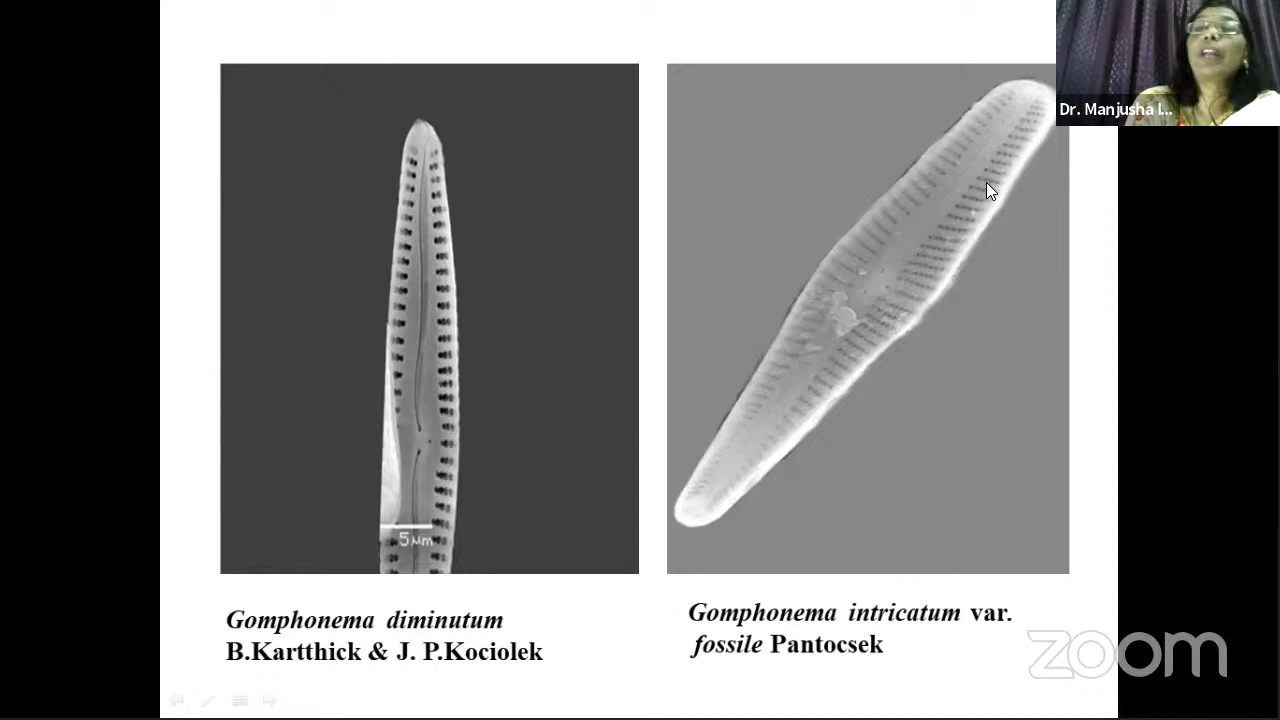 Dr. Manjusha I...
5 μm
Gomphonema diminutum
B.Kartthick & J. P.Kociolek
Gomphonema intricatum var.
fossile Pantocsek
zoom